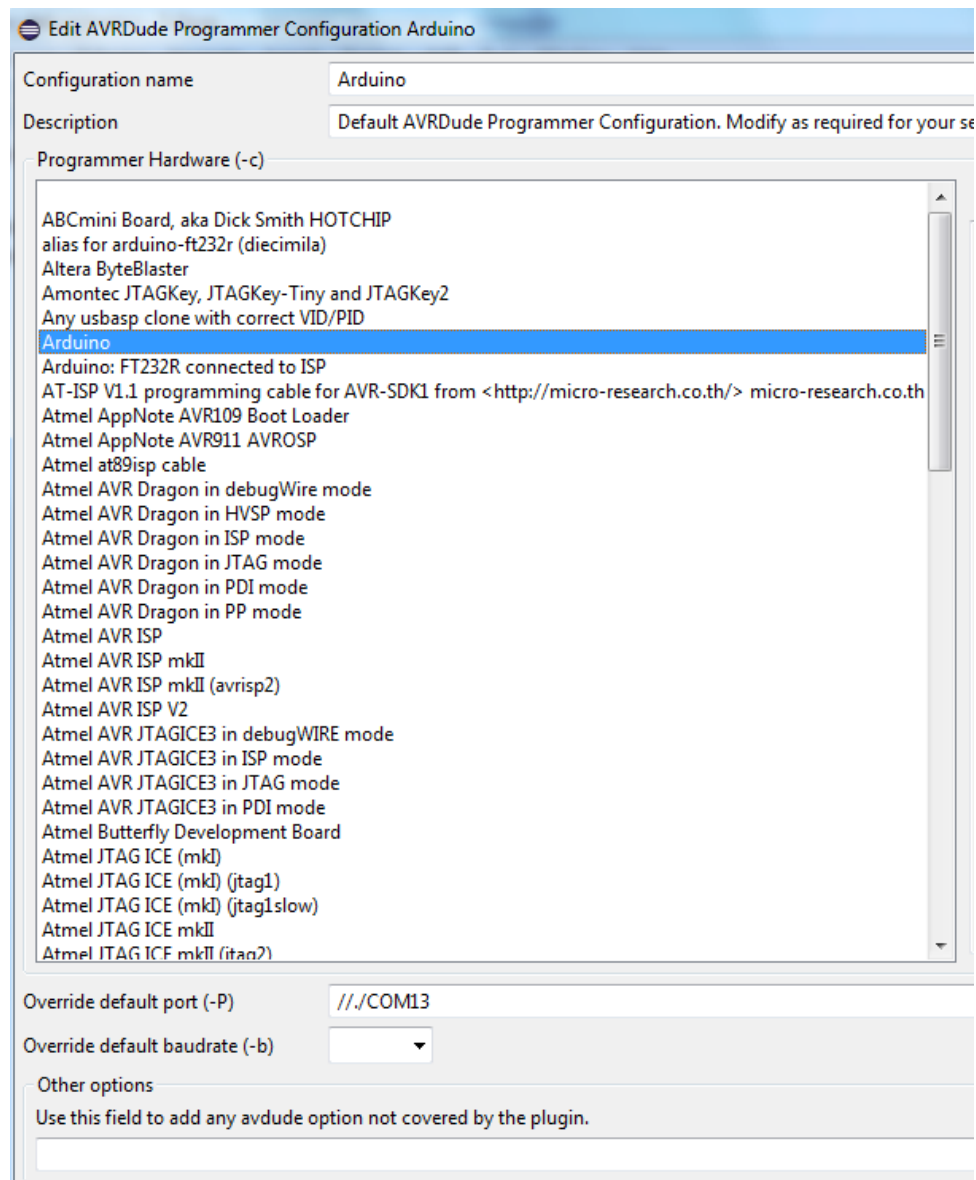 Edit AVRDude Programmer Configuration Arduino
Configuration name Arduino
Description Default AVRDude Programmer Configuration. Modify as required for your se
Programmer Hardware (-c)
ABCmini Board, aka Dick Smith HOTCHIP
alias for arduino-ft232r (diecimila)
Altera ByteBlaster
Amontec JTAGKey, JTAGKey-Tiny and JTAGKey2
Any usbasp clone with correct VID/PID
Arduino
Arduino: FT232R connected to ISP
AT-ISP V1.1 programming cable for AVR-SDK1 from <http://micro-research.co.th/> micro-research.co.th
Atmel AppNote AVR109 Boot Loader
Atmel AppNote AVR911 AVROSP
Atmel at89isp cable
Atmel AVR Dragon in debugWire mode
Atmel AVR Dragon in HVSP mode
Atmel AVR Dragon in ISP mode
Atmel AVR Dragon in JTAG mode
Atmel AVR Dragon in PDI mode
Atmel AVR Dragon in PP mode
Atmel AVR ISP
Atmel AVR ISP mkII
Atmel AVR ISP mkII (avrisp2)
Atmel AVR ISP V2
Atmel AVR JTAGICE3 in debugWIRE mode
Atmel AVR JTAGICE3 in ISP mode
Atmel AVR JTAGICE3 in JTAG mode
Atmel AVR JTAGICE3 in PDI mode
Atmel Butterfly Development Board
Atmel JTAG ICE (mkI)
Atmel JTAG ICE (mkI) (jtag1)
Atmel JTAG ICE (mkI) (jtag1slow)
Atmel JTAG ICE mkII
Atmel JTAG ICE mkII (jtag2)
Override default port (-P) //./COM13
Override default baudrate (-b)
Other options
Use this field to add any avdude option not covered by the plugin.